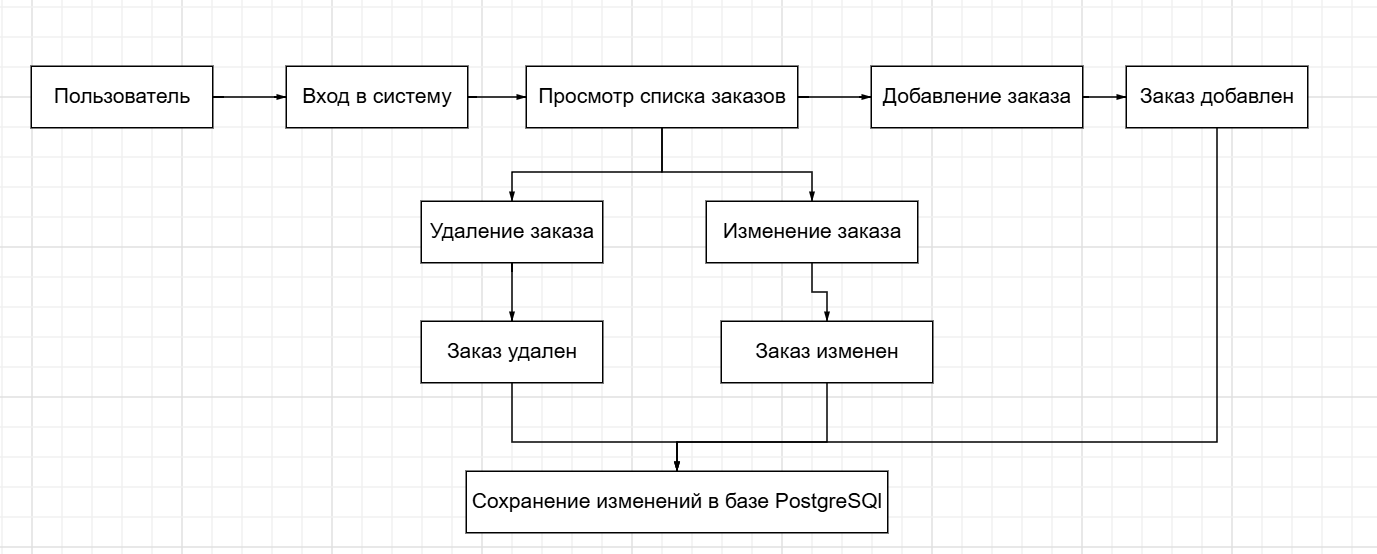 Пользователь
Вход в систему
Просмотр списка заказов
Добавление заказа
Заказ добавлен
Удаление заказа
Изменение заказа
Заказ удален
Заказ изменен
Сохранение изменений в базе PostgreSQl